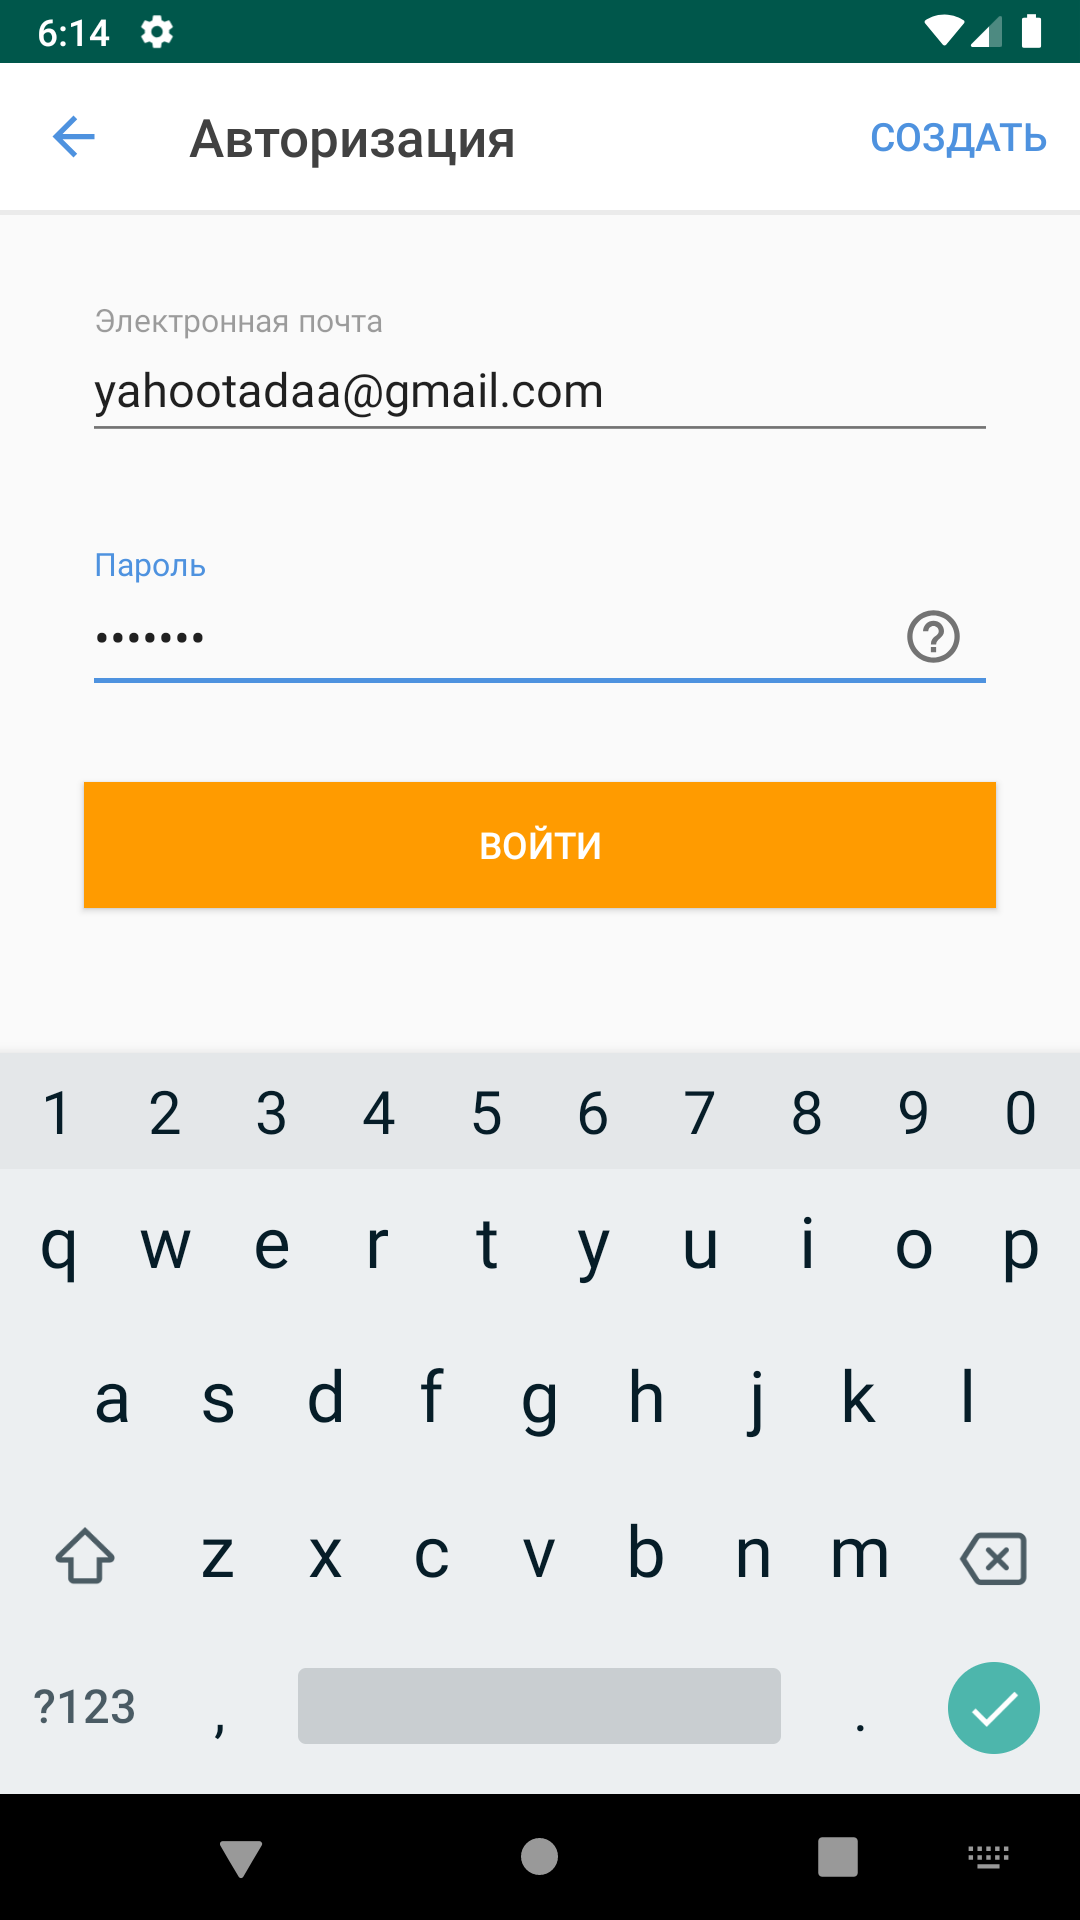 6:14
Авторизация
СОЗДАТЬ
Электронная почта
yahootadaa@gmail.com
Пароль
•••••••
ВОЙТИ
1 2 3 4 5 6 7 8 9 0
q w e r t y u i o p
a s d f g h j k l
z x c v b n m
?123 , .